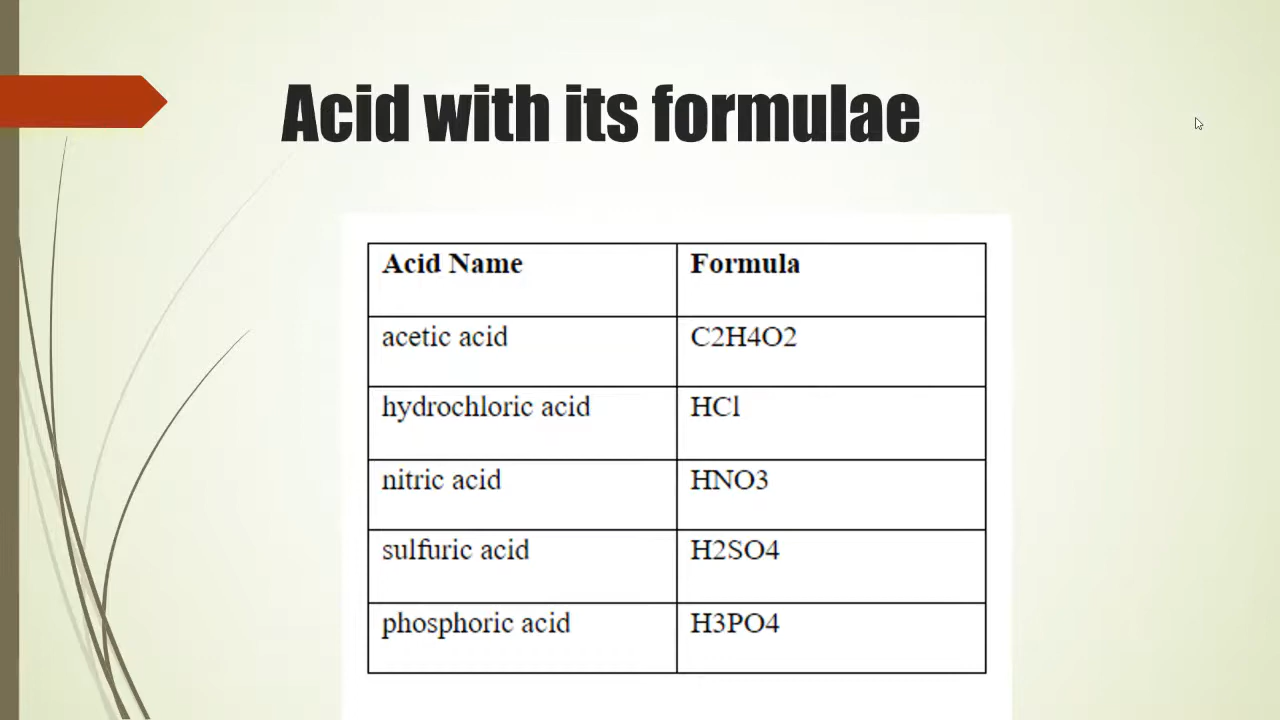 Acid with its formulae
Acid Name Formula
acetic acid C2H4O2
hydrochloric acid HCl
nitric acid HNO3
sulfuric acid H2SO4
phosphoric acid H3PO4